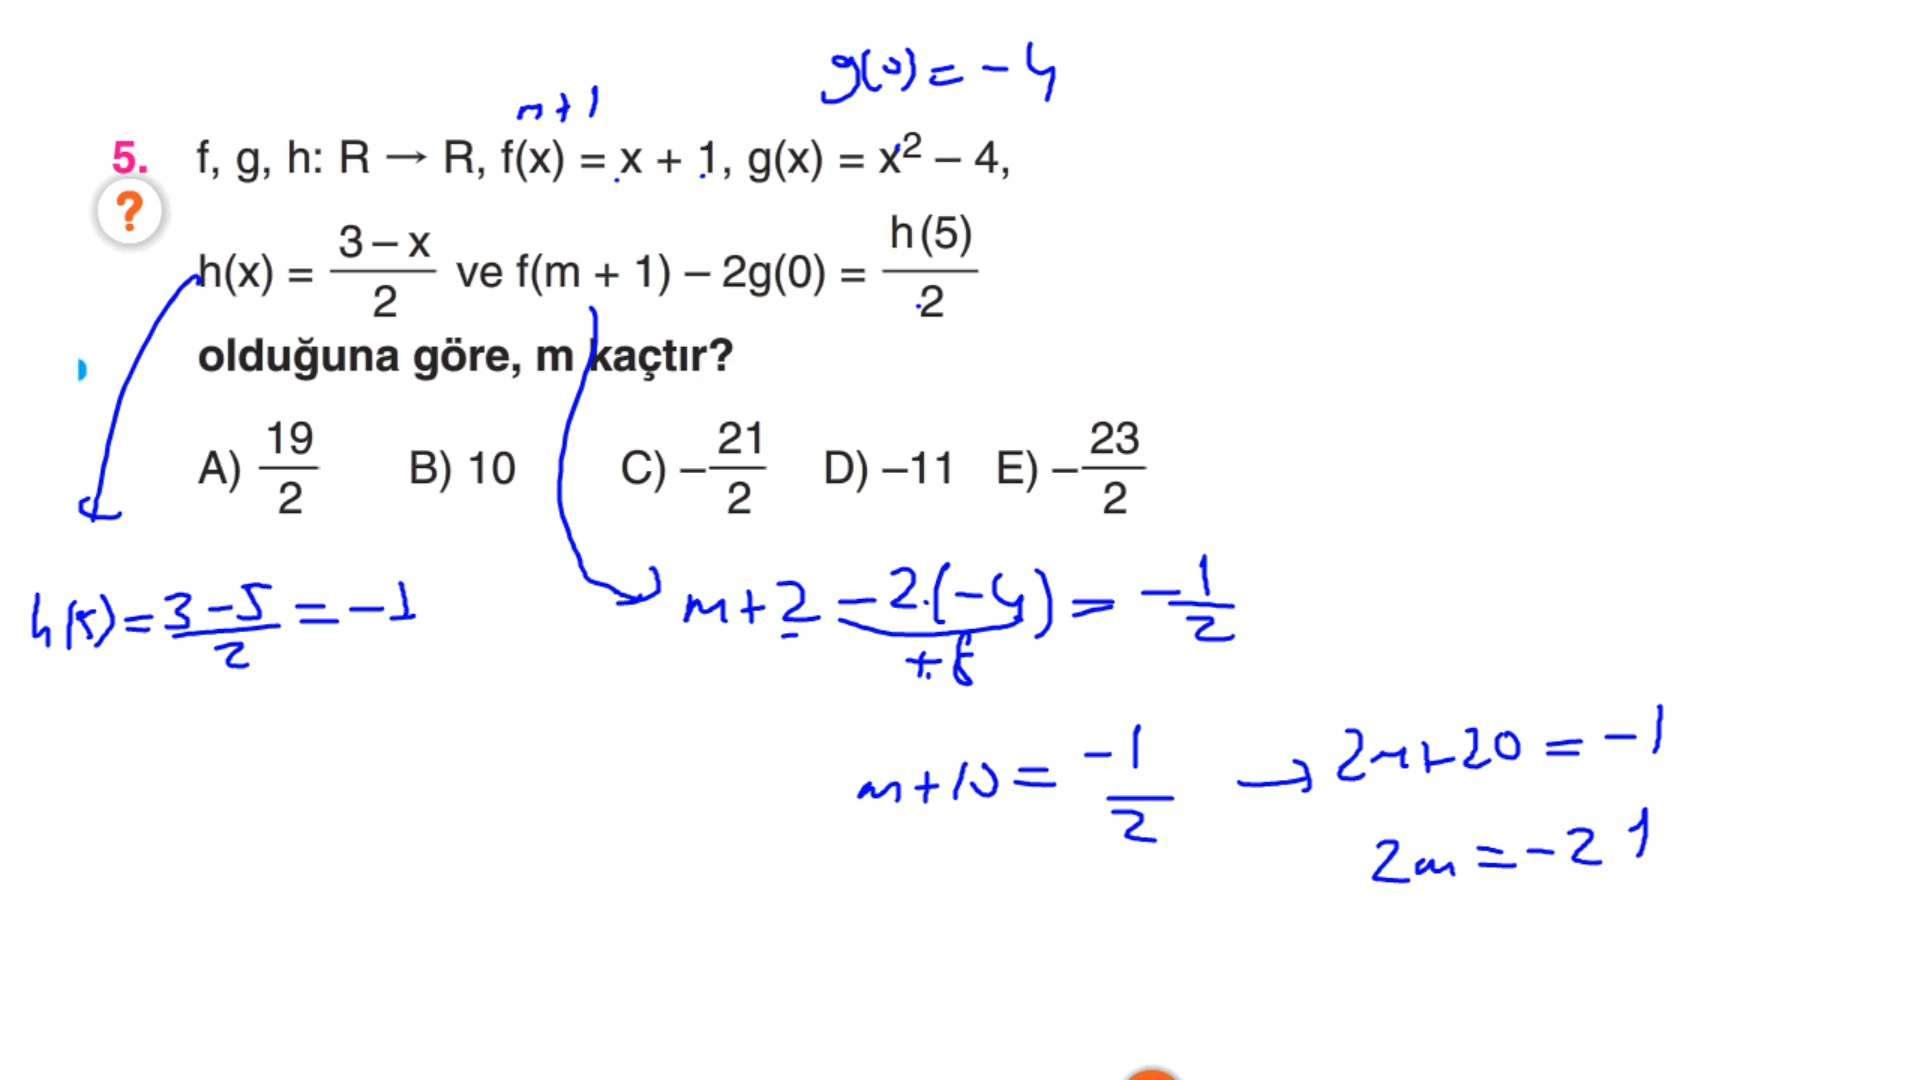 g(0) = -4
m+1
5. f, g, h: R → R, f(x) = x + 1, g(x) = x² – 4,
?
h(x) = (3 – x)/2 ve f(m + 1) – 2g(0) = h(5)/2
olduğuna göre, m kaçtır?
A) 19/2 B) 10 C) –21/2 D) –11 E) –23/2
h(5) = (3-5)/2 = -1
m+2 -2.(-4) = -1/2
+8
m+10 = -1/2 → 2m+20 = -1
2m = -21